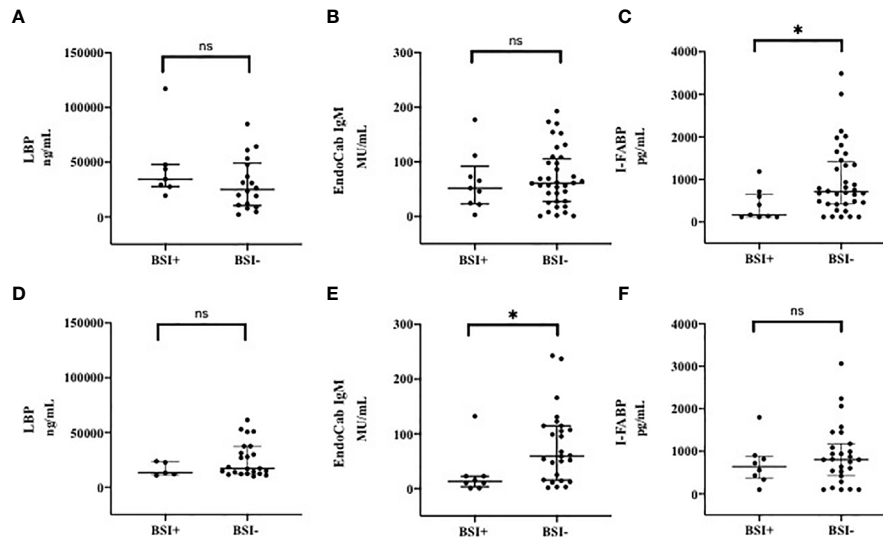 A
B
C
ns
ns
*
150000
100000
50000
0
LBP
ng/mL
BSI+
BSI-
300
200
100
0
EndoCab IgM
MU/mL
BSI+
BSI-
4000
3000
2000
1000
0
I-FABP
pg/mL
BSI+
BSI-
D
E
F
ns
*
ns
150000
100000
50000
0
LBP
ng/mL
BSI+
BSI-
300
200
100
0
EndoCab IgM
MU/mL
BSI+
BSI-
4000
3000
2000
1000
0
I-FABP
pg/mL
BSI+
BSI-